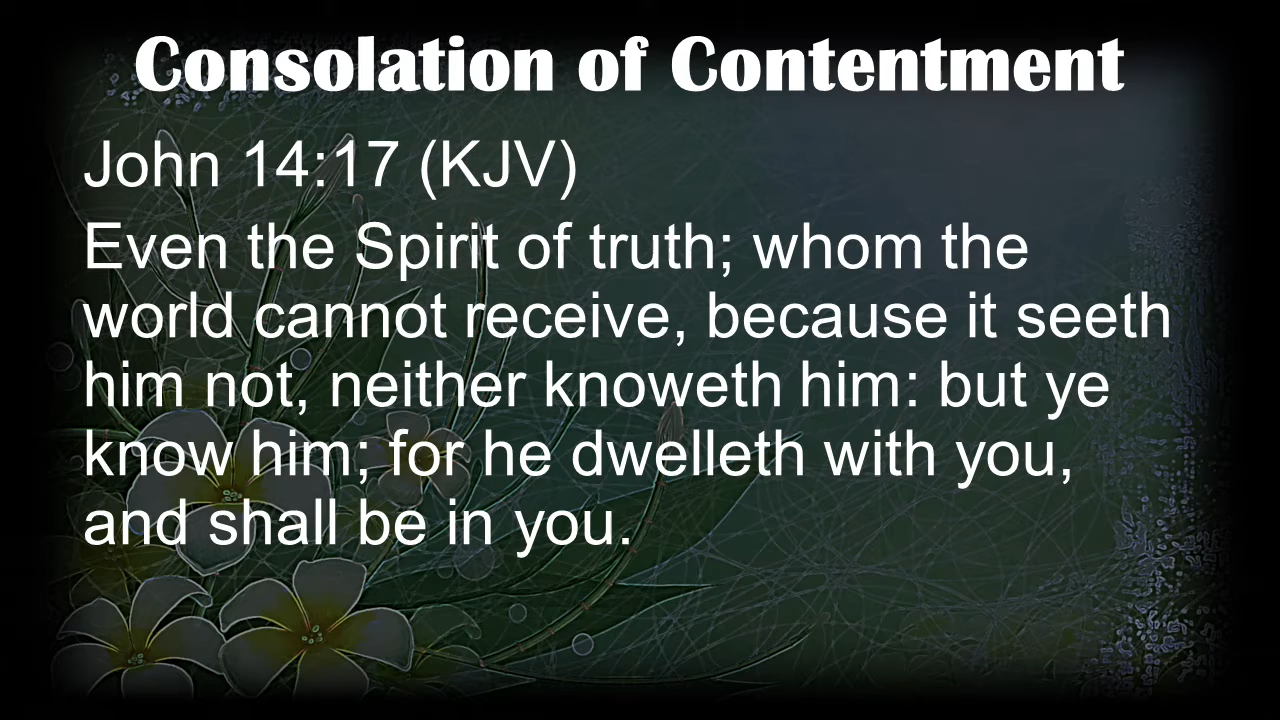 Consolation of Contentment
John 14:17 (KJV)
Even the Spirit of truth; whom the
world cannot receive, because it seeth
him not, neither knoweth him: but ye
know him; for he dwelleth with you,
and shall be in you.